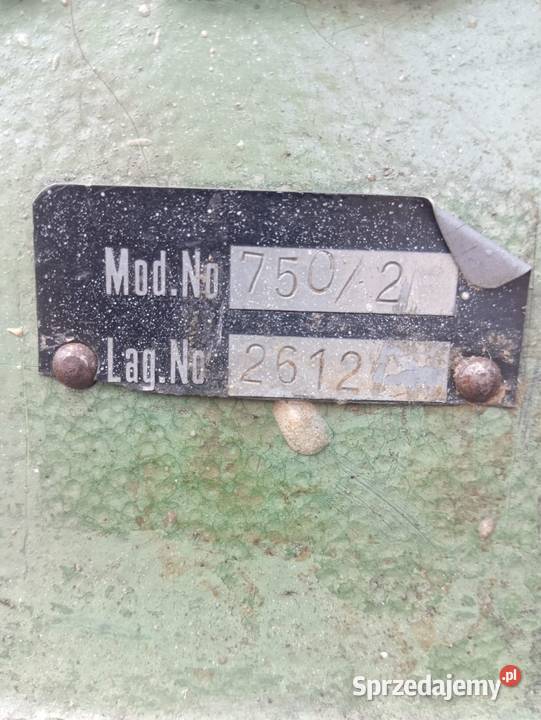 Mod.No 750/2
Lag.No 2612
Sprzedajemy.pl